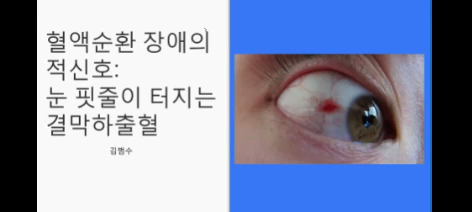 혈액순환 장애의
적신호:
눈 핏줄이 터지는
결막하출혈
김범수